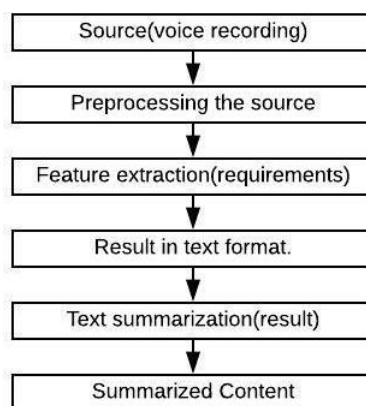 Source(voice recording)
Preprocessing the source
Feature extraction(requirements)
Result in text format.
Text summarization(result)
Summarized Content